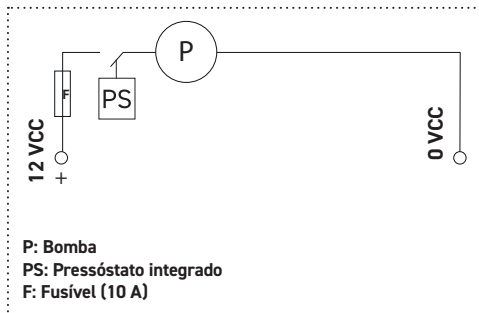 P
F
PS
12 VCC
+
0 VCC
P: Bomba
PS: Pressóstato integrado
F: Fusível (10 A)